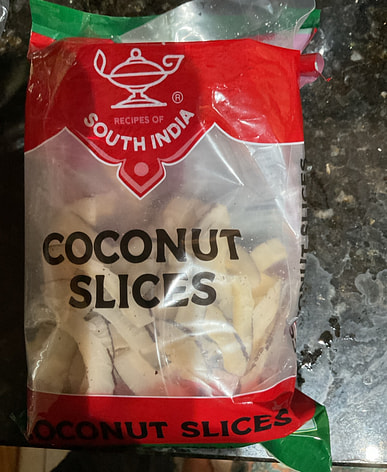 ®
RECIPES OF
SOUTH INDIA
COCONUT
SLICES
COCONUT SLICES